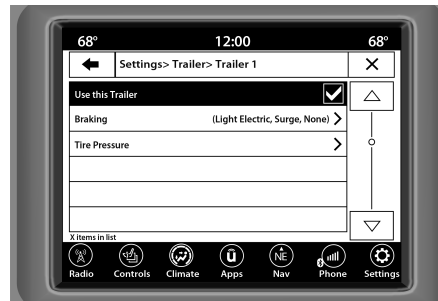 68° 12:00 68°
Settings> Trailer> Trailer 1
Use this Trailer
Braking (Light Electric, Surge, None)
Tire Pressure
X items in list
NE
Radio Controls Climate Apps Nav Phone Settings